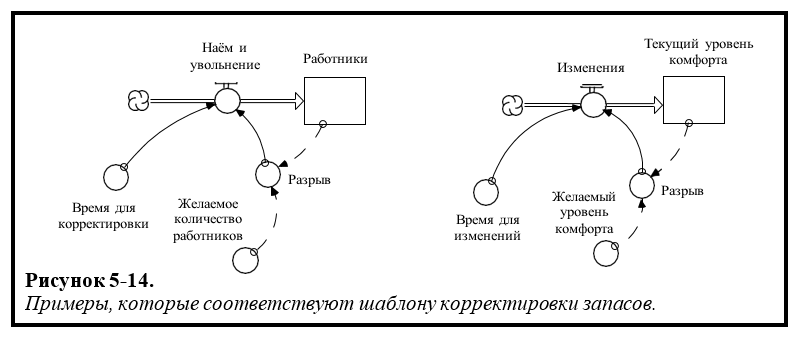 Наём и
увольнение
Работники
Время для
корректировки
Желаемое
количество
работников
Разрыв
Изменения
Текущий уровень
комфорта
Время для
изменений
Желаемый
уровень
комфорта
Разрыв
Рисунок 5-14.
Примеры, которые соответствуют шаблону корректировки запасов.